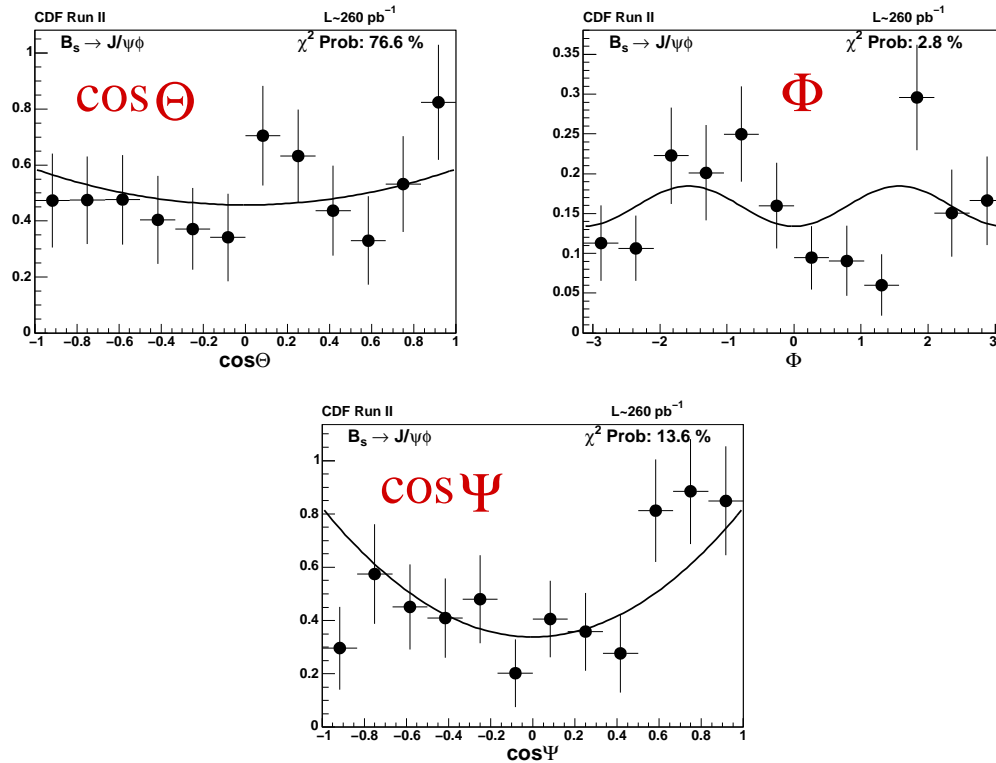 CDF Run II L~260 pb⁻¹
Bₛ → J/ψϕ χ² Prob: 76.6 %
cosΘ
1
0.8
0.6
0.4
0.2
0
−1 −0.8 −0.6 −0.4 −0.2 0 0.2 0.4 0.6 0.8 1
cosΘ
CDF Run II L~260 pb⁻¹
Bₛ → J/ψϕ χ² Prob: 2.8 %
Φ
0.35
0.3
0.25
0.2
0.15
0.1
0.05
0
−3 −2 −1 0 1 2 3
Φ
CDF Run II L~260 pb⁻¹
Bₛ → J/ψϕ χ² Prob: 13.6 %
cosΨ
1
0.8
0.6
0.4
0.2
0
−1 −0.8 −0.6 −0.4 −0.2 0 0.2 0.4 0.6 0.8 1
cosΨ